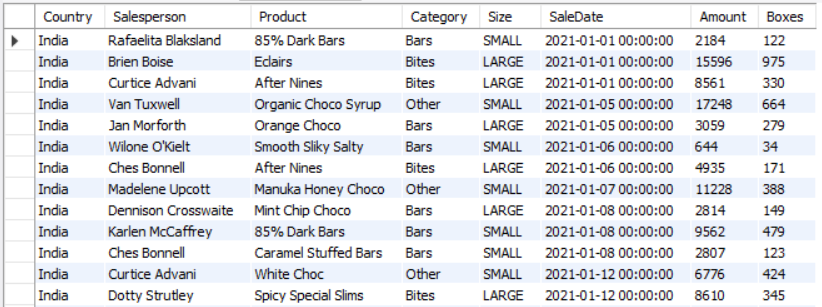 Country Salesperson Product Category Size SaleDate Amount Boxes
India Rafaelita Blaksland 85% Dark Bars Bars SMALL 2021-01-01 00:00:00 2184 122
India Brien Boise Eclairs Bites LARGE 2021-01-01 00:00:00 15596 975
India Curtice Advani After Nines Bites LARGE 2021-01-01 00:00:00 8561 330
India Van Tuxwell Organic Choco Syrup Other SMALL 2021-01-05 00:00:00 17248 664
India Jan Morforth Orange Choco Bars LARGE 2021-01-05 00:00:00 3059 279
India Wilone O'Kielt Smooth Sliky Salty Bars SMALL 2021-01-06 00:00:00 644 34
India Ches Bonnell After Nines Bites LARGE 2021-01-06 00:00:00 4935 171
India Madelene Upcott Manuka Honey Choco Other SMALL 2021-01-07 00:00:00 11228 388
India Dennison Crosswaite Mint Chip Choco Bars LARGE 2021-01-08 00:00:00 2814 149
India Karlen McCaffrey 85% Dark Bars Bars SMALL 2021-01-08 00:00:00 9562 479
India Ches Bonnell Caramel Stuffed Bars Bars SMALL 2021-01-08 00:00:00 2807 123
India Curtice Advani White Choc Other SMALL 2021-01-12 00:00:00 6776 424
India Dotty Strutley Spicy Special Slims Bites LARGE 2021-01-12 00:00:00 8610 345